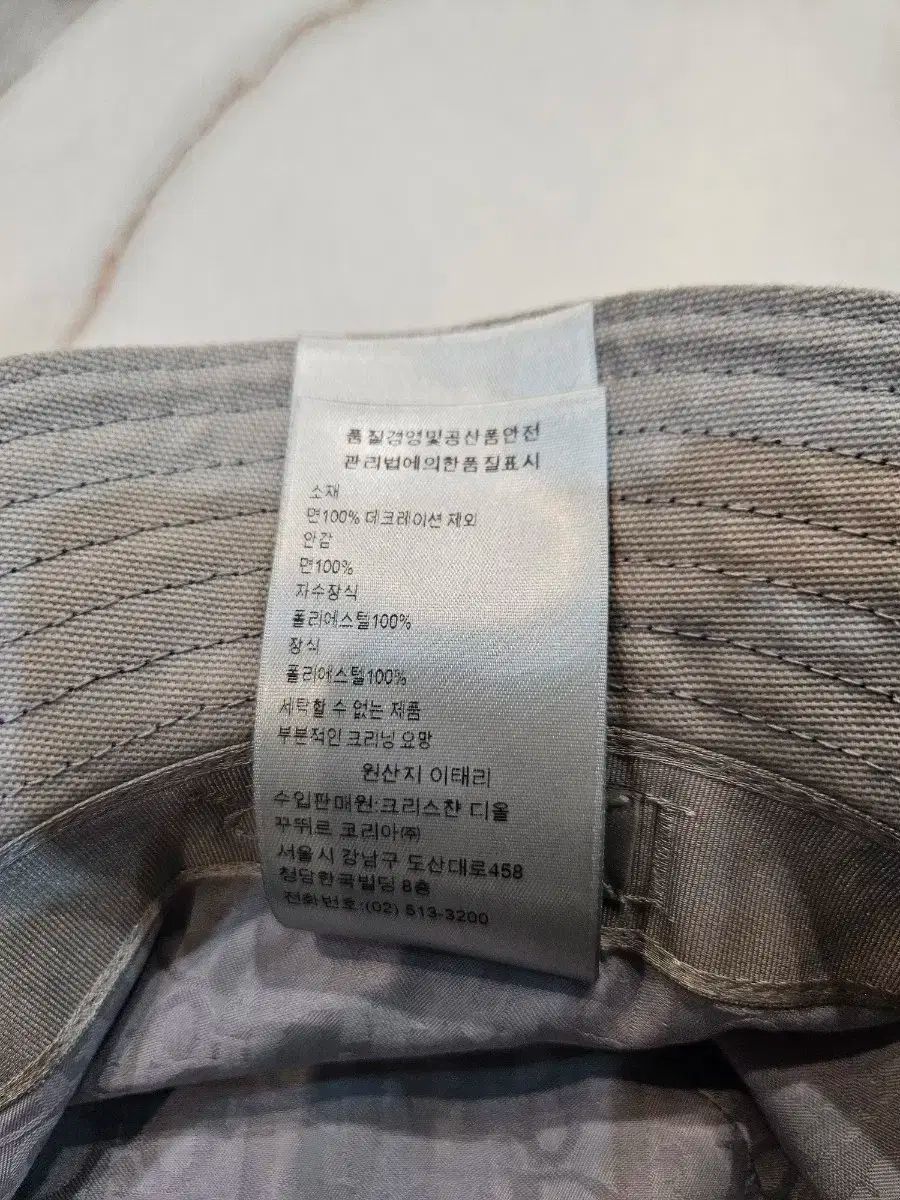 품질경영및공산품안전
관리법에의한품질표시
소재
면100% 데크레이션 제외
안감
면100%
자수장식
폴리에스텔100%
장식
폴리에스텔100%
세탁할 수 없는 제품
부분적인 크리닝 요망
원산지 이태리
수입판매원·크리스챤 디올
꾸뛰르 코리아㈜
서울시 강남구 도산대로458
청담한국빌딩 8층
전화번호:(02) 513-3200